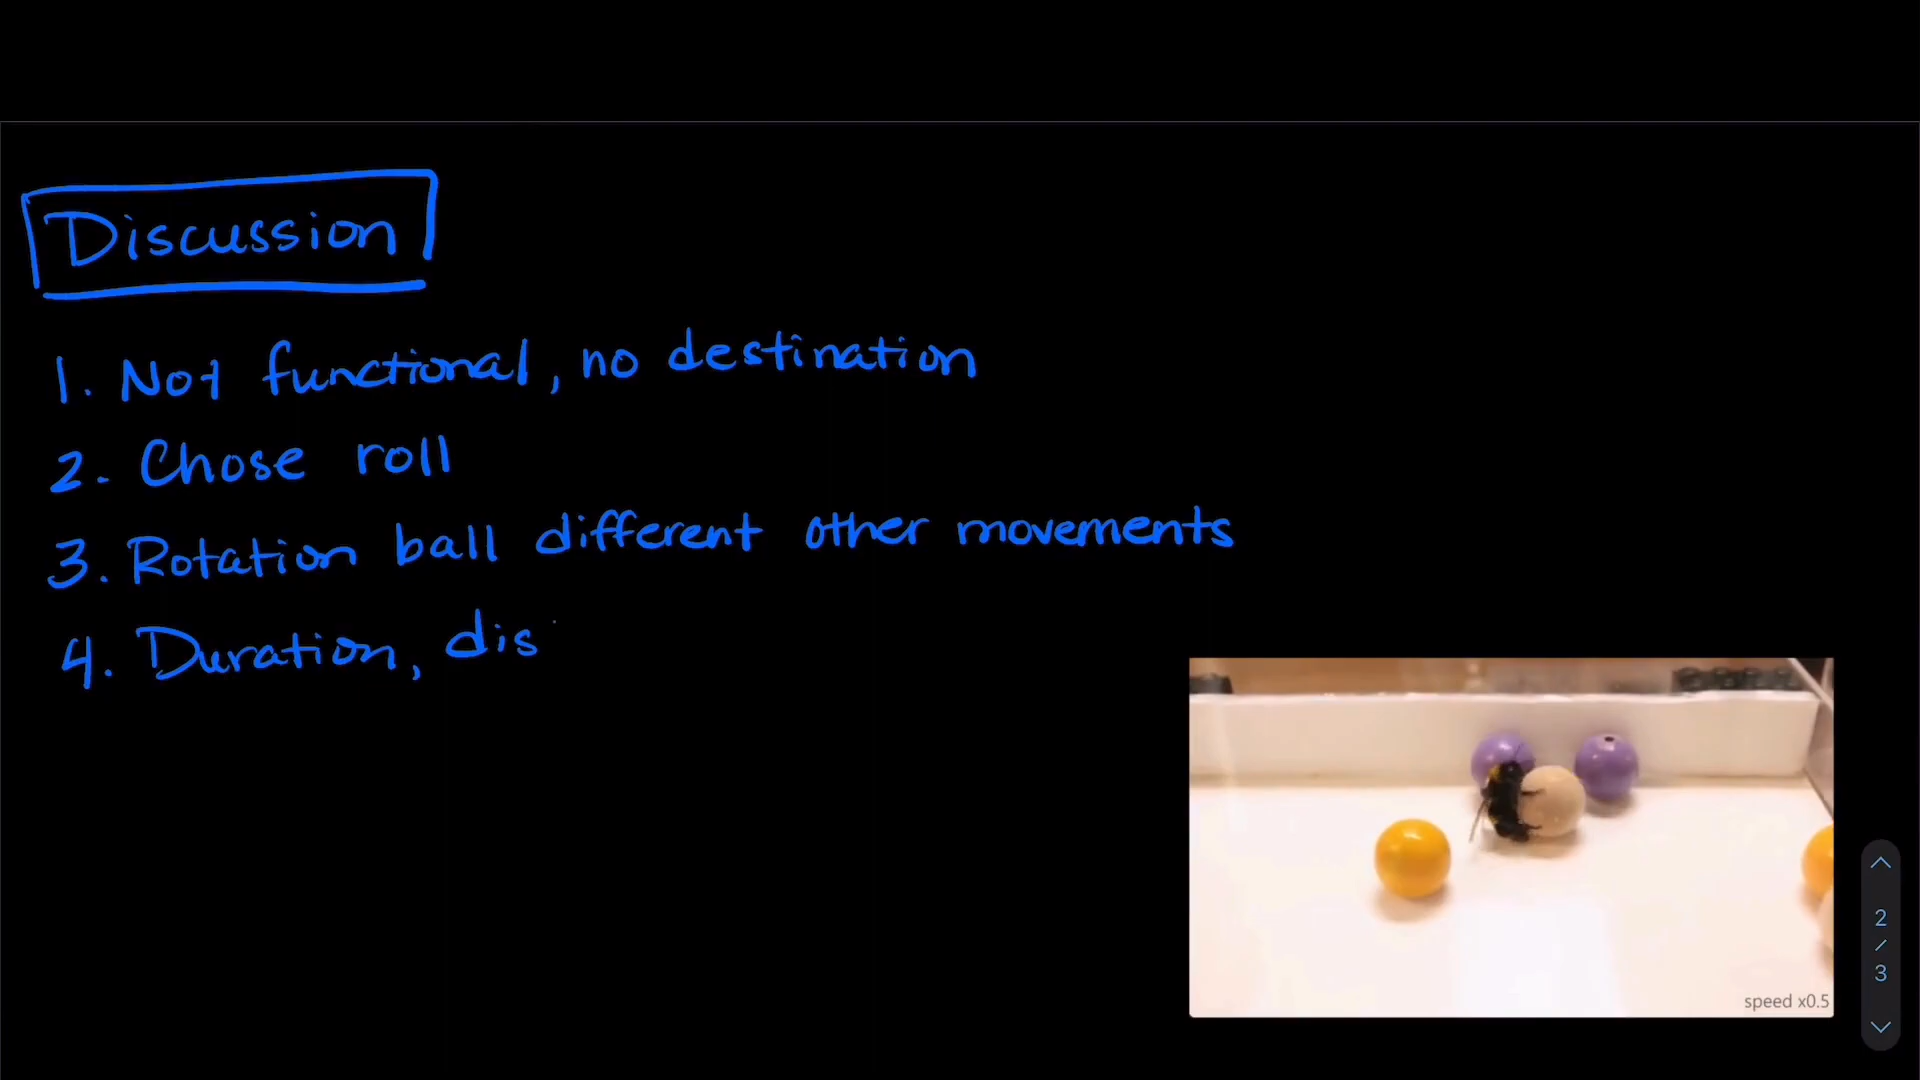 Discussion
1. Not functional, no destination
2. Chose roll
3. Rotation ball different other movements
4. Duration, dis
speed x0.5
2
/
3